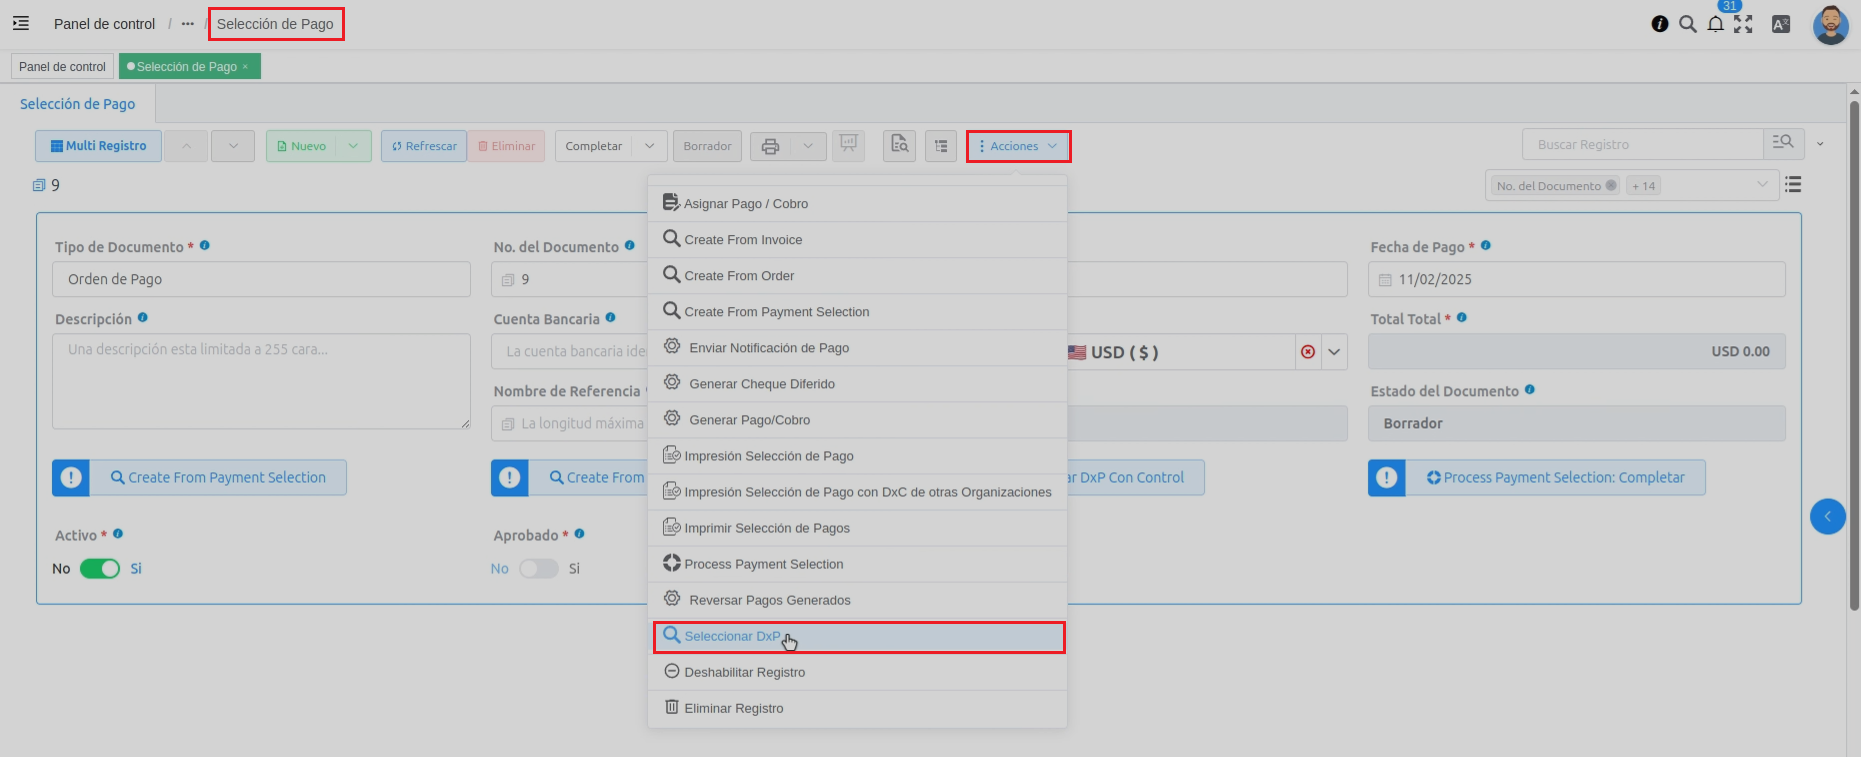 Panel de control / ··· / Selección de Pago
31
Panel de control
Selección de Pago ×
Selección de Pago
Multi Registro
Nuevo
Refrescar
Eliminar
Completar
Borrador
Acciones
Buscar Registro
9
No. del Documento
+ 14
Asignar Pago / Cobro
Create From Invoice
Create From Order
Create From Payment Selection
Enviar Notificación de Pago
Generar Cheque Diferido
Generar Pago/Cobro
Impresión Selección de Pago
Impresión Selección de Pago con DxC de otras Organizaciones
Imprimir Selección de Pagos
Process Payment Selection
Reversar Pagos Generados
Seleccionar DxP
Deshabilitar Registro
Eliminar Registro
Tipo de Documento *
Orden de Pago
No. del Documento
9
Fecha de Pago *
11/02/2025
Descripción
Una descripción esta limitada a 255 cara...
Cuenta Bancaria
La cuenta bancaria ide
USD ( $ )
Total Total *
USD 0.00
Nombre de Referencia
La longitud máxima
Estado del Documento
Borrador
Create From Payment Selection
Create From
DxP Con Control
Process Payment Selection: Completar
Activo *
No
Si
Aprobado *
No
Si